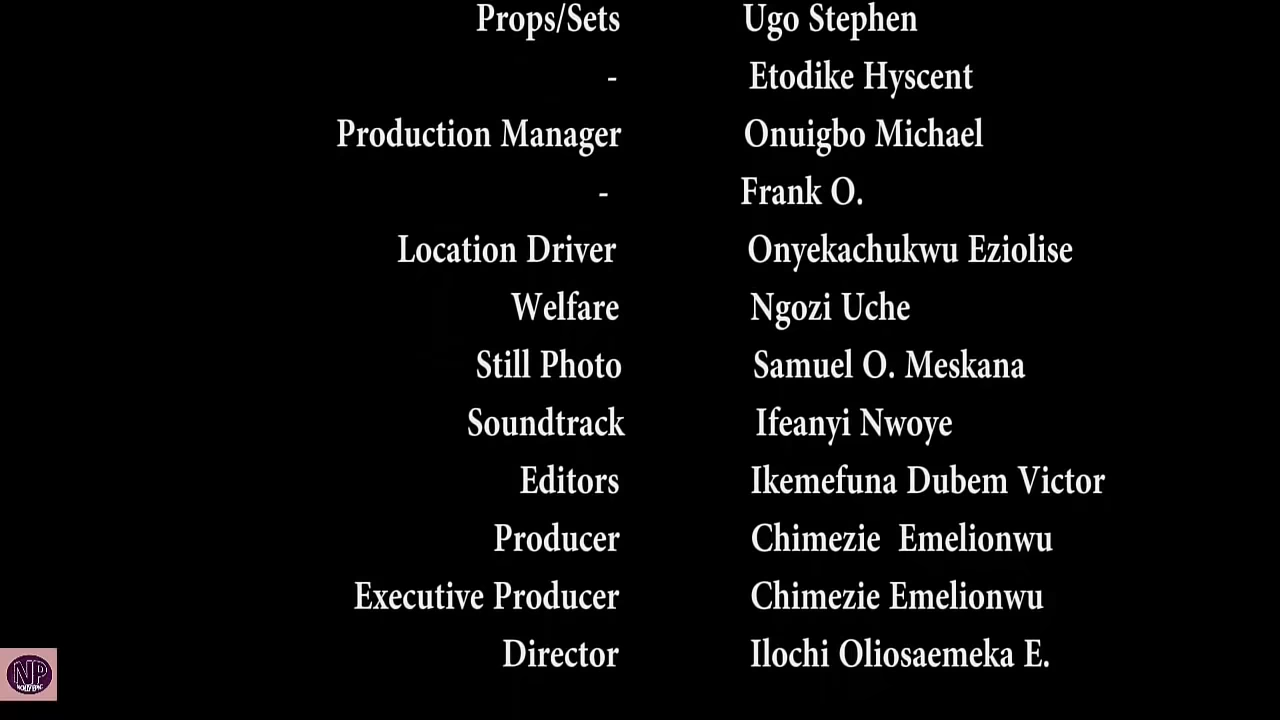 Props/Sets Ugo Stephen
- Etodike Hyscent
Production Manager Onuigbo Michael
- Frank O.
Location Driver Onyekachukwu Eziolise
Welfare Ngozi Uche
Still Photo Samuel O. Meskana
Soundtrack Ifeanyi Nwoye
Editors Ikemefuna Dubem Victor
Producer Chimezie Emelionwu
Executive Producer Chimezie Emelionwu
Director Ilochi Oliosaemeka E.
NP